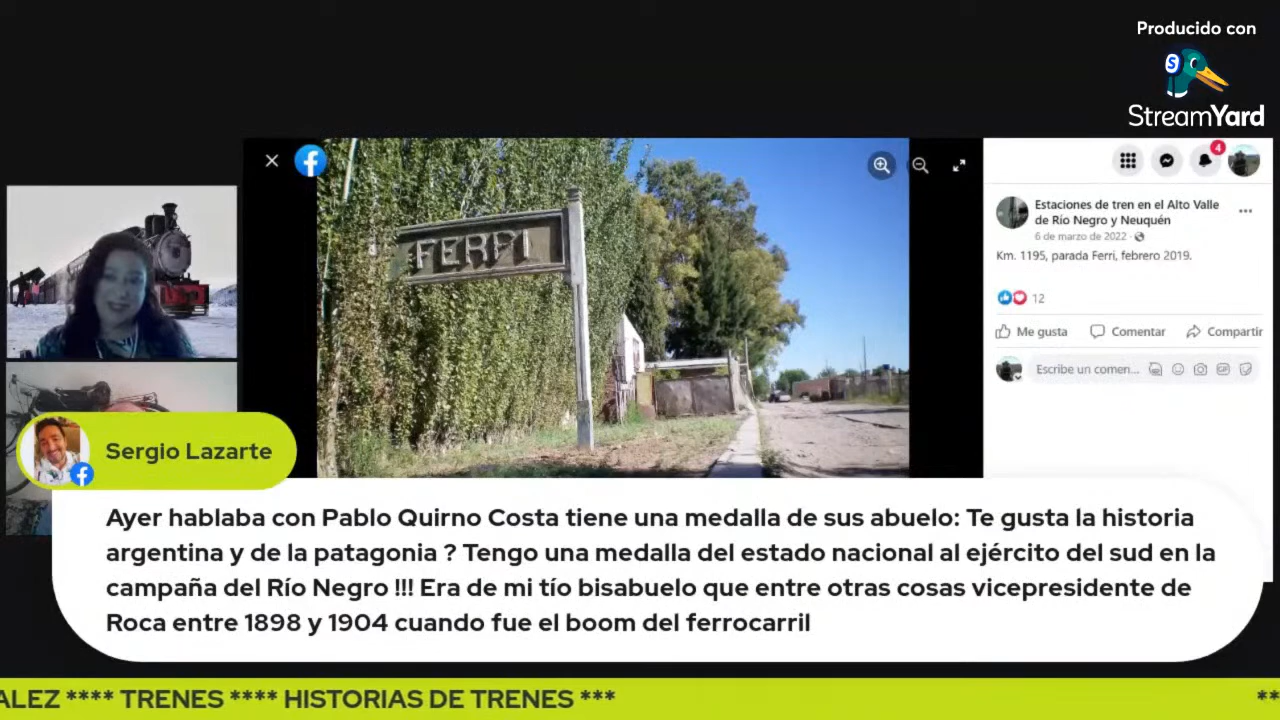 Producido con
StreamYard
FERRI
4
Estaciones de tren en el Alto Valle
de Río Negro y Neuquén
6 de marzo de 2022
Km. 1195, parada Ferri, febrero 2019.
12
Me gusta Comentar Compartir
Escribe un comen... GIF
Sergio Lazarte
Ayer hablaba con Pablo Quirno Costa tiene una medalla de sus abuelo: Te gusta la historia
argentina y de la patagonia ? Tengo una medalla del estado nacional al ejército del sud en la
campaña del Río Negro !!! Era de mi tío bisabuelo que entre otras cosas vicepresidente de
Roca entre 1898 y 1904 cuando fue el boom del ferrocarril
ALEZ **** TRENES **** HISTORIAS DE TRENES *** **